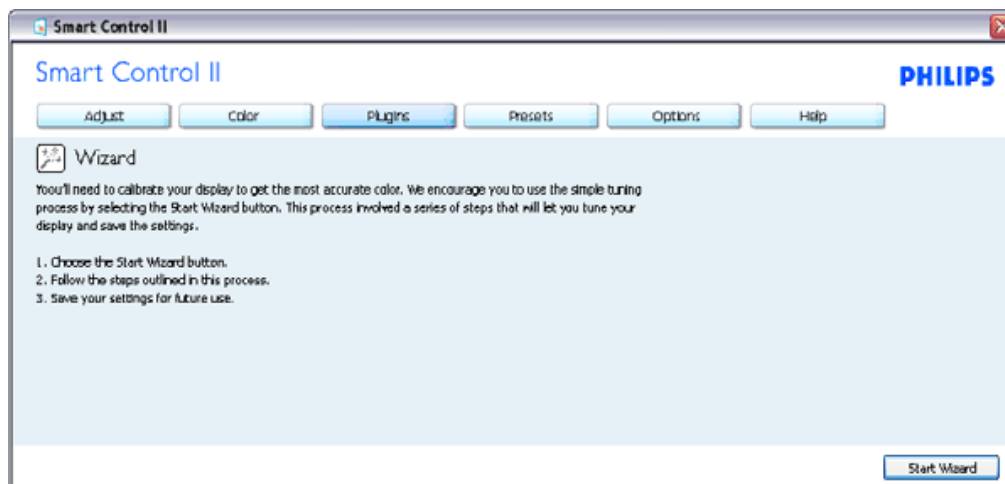 Smart Control II
Smart Control II
PHILIPS
Adjust Color Plugins Presets Options Help
Wizard
Yoou'll need to calibrate your display to get the most accurate color. We encourage you to use the simple tuning
process by selecting the Start Wizard button. This process involved a series of steps that will let you tune your
display and save the settings.
1. Choose the Start Wizard button.
2. Follow the steps outlined in this process.
3. Save your settings for future use.
Start Wizard